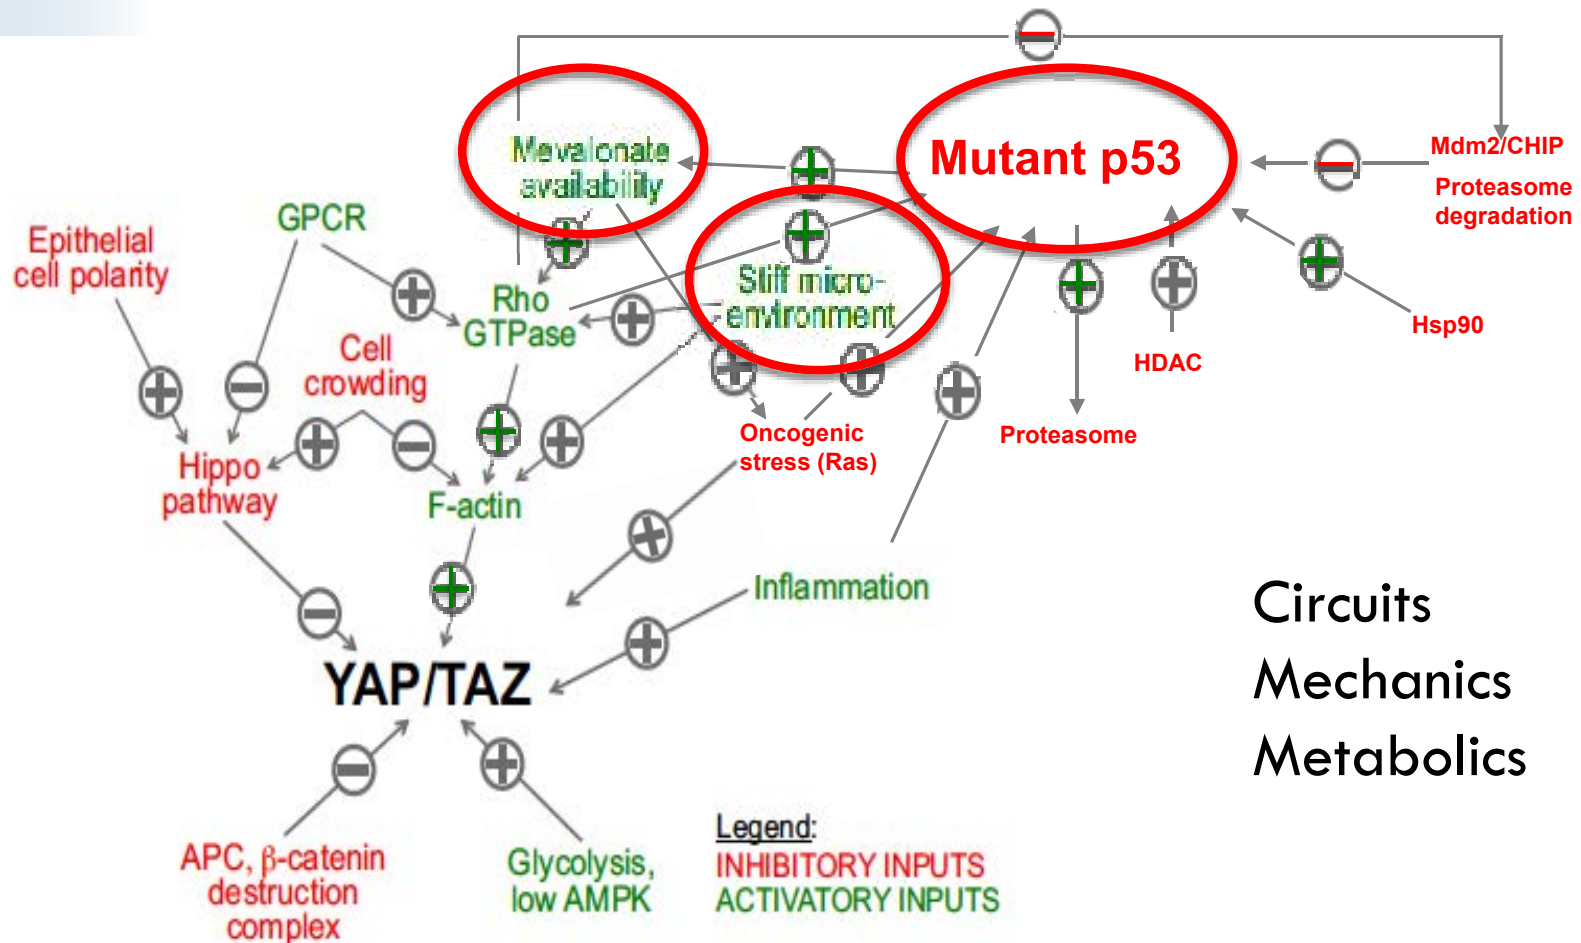 Mevalonate
availability
Mutant p53
Mdm2/CHIP
Proteasome
degradation
GPCR
Epithelial
cell polarity
Rho
GTPase
Stiff micro-
environment
Hsp90
Cell
crowding
HDAC
Oncogenic
stress (Ras)
Proteasome
Hippo
pathway
F-actin
Inflammation
Circuits
Mechanics
Metabolics
YAP/TAZ
APC, β-catenin
destruction
complex
Glycolysis,
low AMPK
Legend:
INHIBITORY INPUTS
ACTIVATORY INPUTS